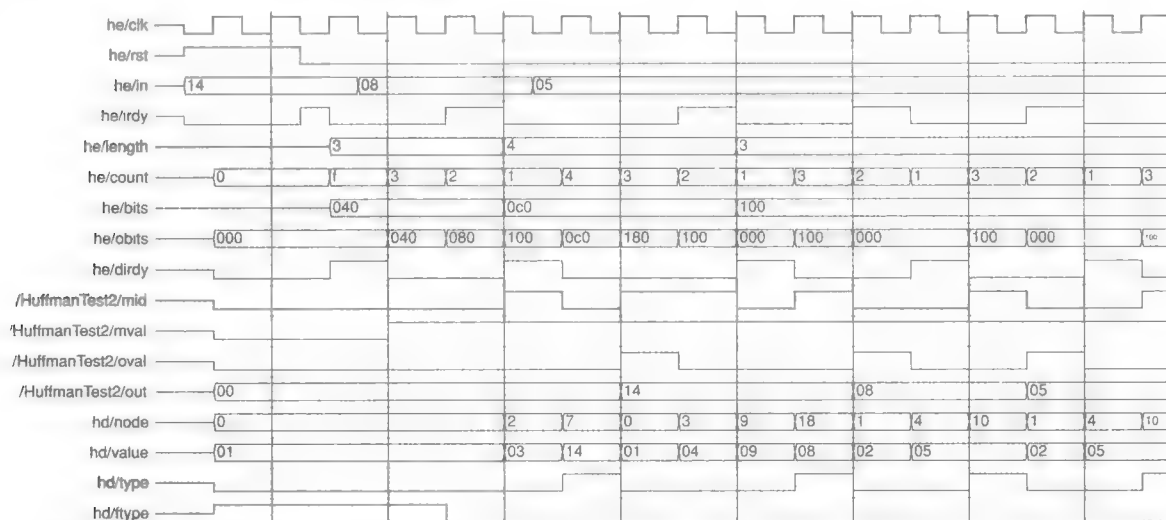 he/clk
he/rst
he/in 14 08 05
he/irdy
he/length 3 4 3
he/count 0 f 3 2 1 4 3 2 1 3 2 1 3 2 1 3
he/bits 040 0c0 100
he/obits 000 040 080 100 0c0 180 100 000 100 000 100 000 100
he/dirdy
/HuffmanTest2/mid
/HuffmanTest2/mval
/HuffmanTest2/oval
/HuffmanTest2/out 00 14 08 05
hd/node 0 2 7 0 3 9 18 1 4 10 1 4 10
hd/value 01 03 14 01 04 09 08 02 05 02 05
hd/type
hd/ftype